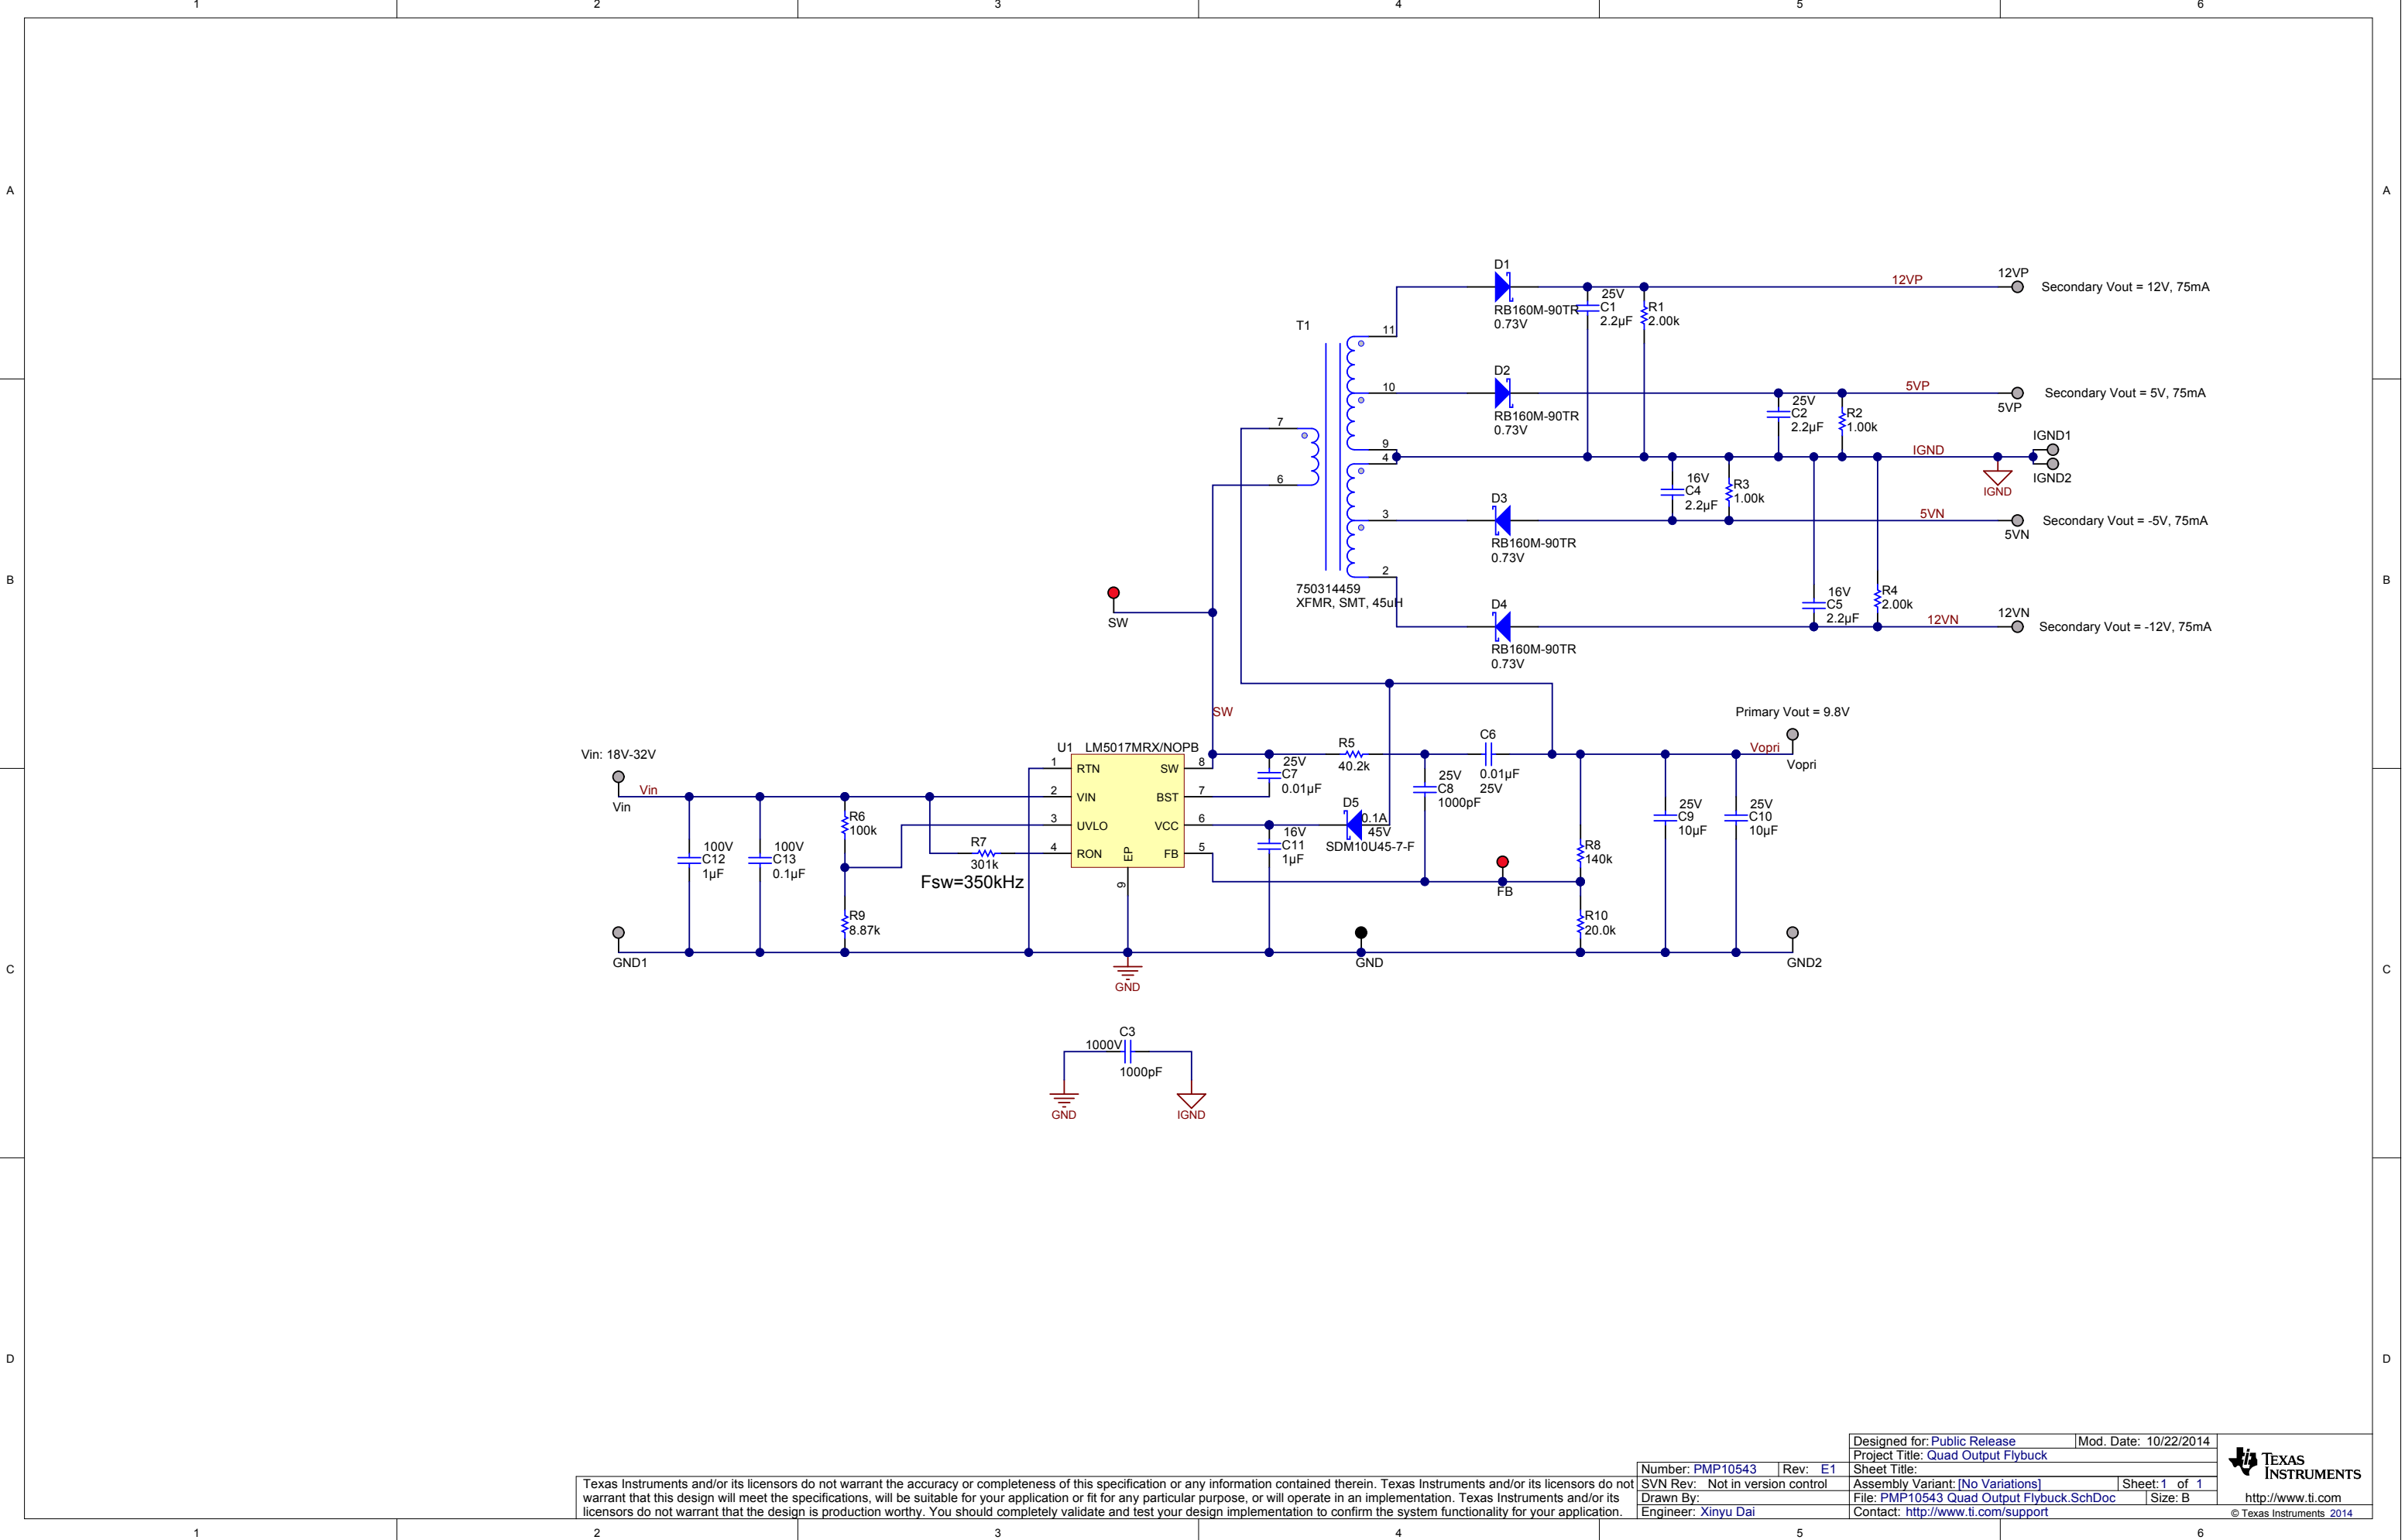 1 2 3 4 5 6
A A
B B
C C
D D
D1
RB160M-90TR
0.73V
25V
C1
2.2µF
R1
2.00k
12VP
12VP
Secondary Vout = 12V, 75mA
T1
11
10
9
4
3
2
7
6
750314459
XFMR, SMT, 45uH
D2
RB160M-90TR
0.73V
25V
C2
2.2µF
R2
1.00k
5VP
5VP
Secondary Vout = 5V, 75mA
IGND
IGND
IGND1
IGND2
16V
C4
2.2µF
R3
1.00k
D3
RB160M-90TR
0.73V
5VN
5VN
Secondary Vout = -5V, 75mA
16V
C5
2.2µF
R4
2.00k
D4
RB160M-90TR
0.73V
12VN
12VN
Secondary Vout = -12V, 75mA
SW
SW
Primary Vout = 9.8V
Vopri
Vopri
Vin: 18V-32V
Vin
Vin
U1 LM5017MRX/NOPB
1 RTN SW 8
2 VIN BST 7
3 UVLO VCC 6
4 RON FB 5
EP
9
R5
40.2k
C6
0.01µF
25V
25V
C7
0.01µF
25V
C8
1000pF
D5
0.1A
45V
SDM10U45-7-F
16V
C11
1µF
FB
R8
140k
R10
20.0k
25V
C9
10µF
25V
C10
10µF
100V
C12
1µF
100V
C13
0.1µF
R6
100k
R9
8.87k
R7
301k
Fsw=350kHz
GND1
GND
GND
GND2
C3
1000V
1000pF
GND
IGND
Texas Instruments and/or its licensors do not warrant the accuracy or completeness of this specification or any information contained therein. Texas Instruments and/or its licensors do not
warrant that this design will meet the specifications, will be suitable for your application or fit for any particular purpose, or will operate in an implementation. Texas Instruments and/or its
licensors do not warrant that the design is production worthy. You should completely validate and test your design implementation to confirm the system functionality for your application.
Number: PMP10543 Rev: E1
SVN Rev: Not in version control
Drawn By:
Engineer: Xinyu Dai
Designed for: Public Release Mod. Date: 10/22/2014
Project Title: Quad Output Flybuck
Sheet Title:
Assembly Variant: [No Variations] Sheet: 1 of 1
File: PMP10543 Quad Output Flybuck.SchDoc Size: B
Contact: http://www.ti.com/support
TEXAS
INSTRUMENTS
http://www.ti.com
© Texas Instruments 2014
1 2 3 4 5 6